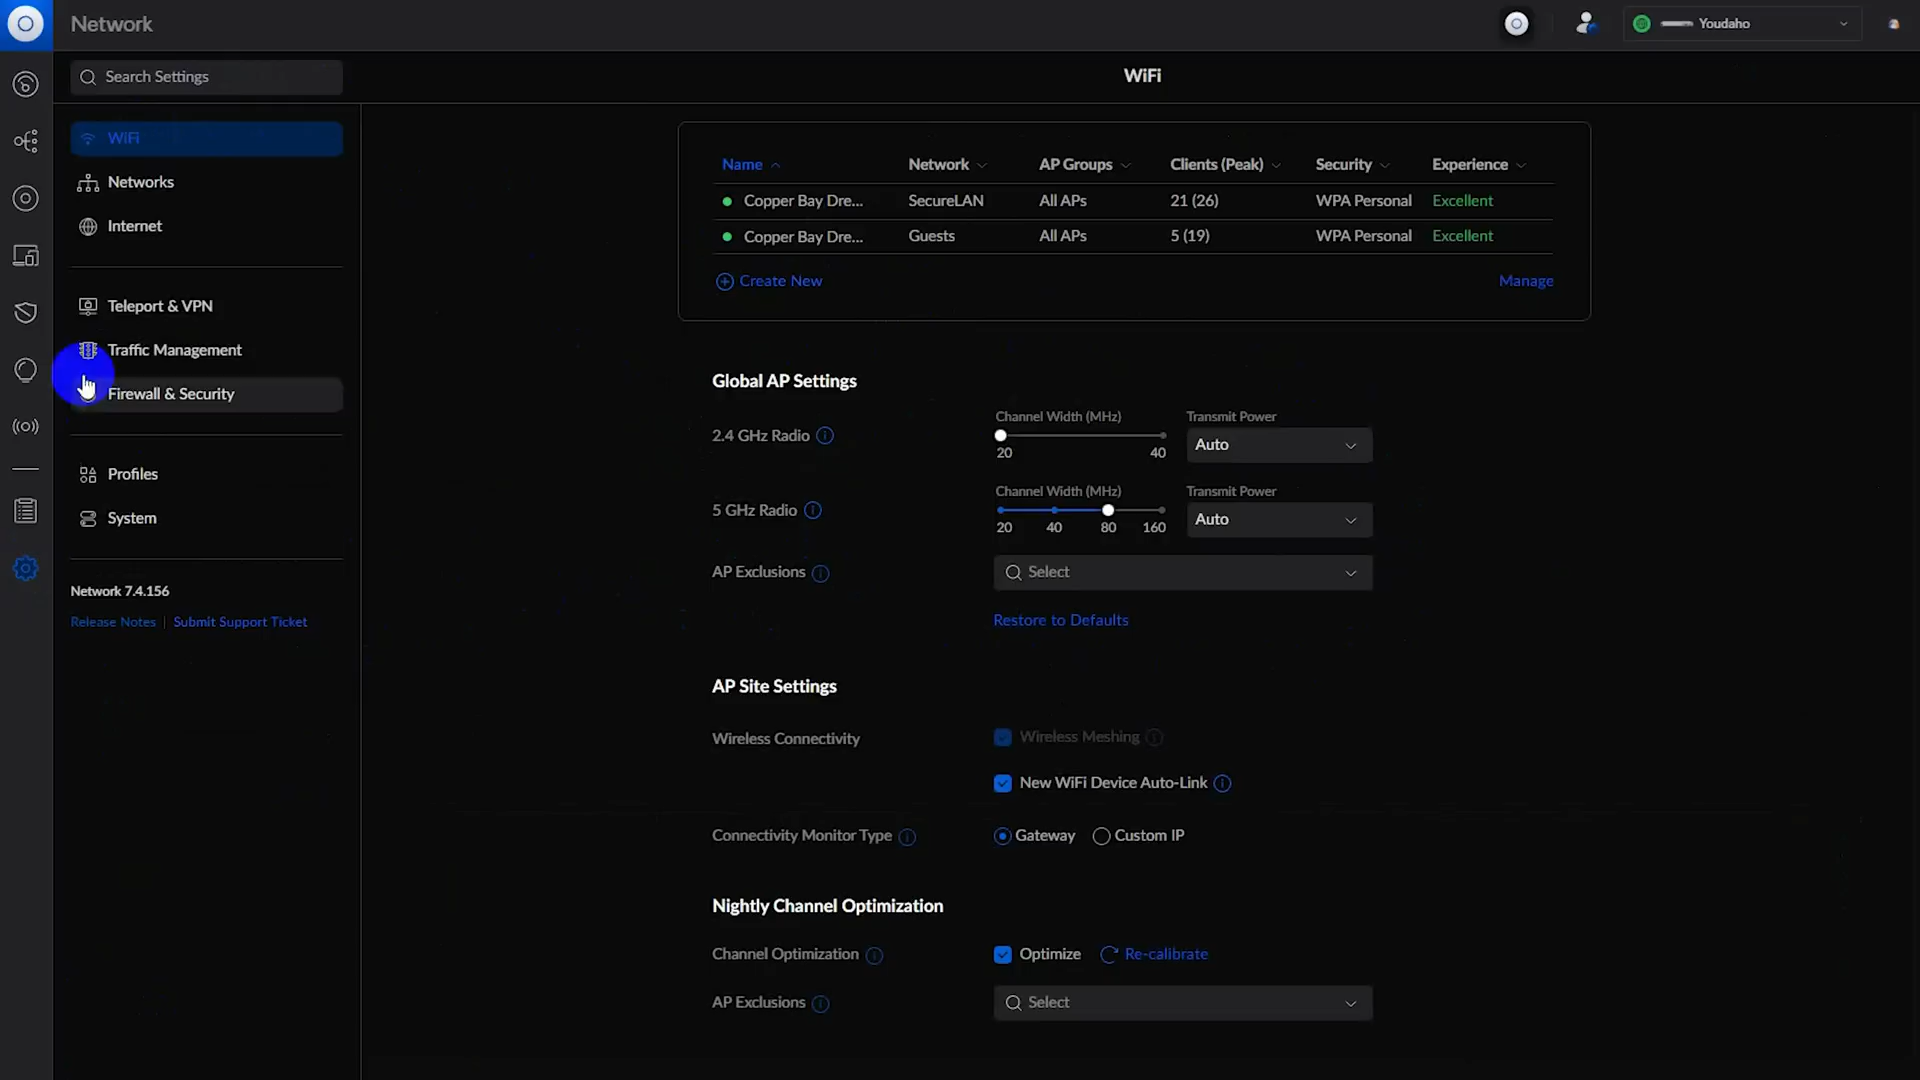 Network
Youdaho
Search Settings
WiFi
WiFi
Networks
Internet
Teleport & VPN
Traffic Management
Firewall & Security
Profiles
System
Network 7.4.156
Release Notes | Submit Support Ticket
Name Network AP Groups Clients (Peak) Security Experience
Copper Bay Dre... SecureLAN All APs 21 (26) WPA Personal Excellent
Copper Bay Dre... Guests All APs 5 (19) WPA Personal Excellent
Create New Manage
Global AP Settings
Channel Width (MHz) Transmit Power
2.4 GHz Radio Auto
20 40
Channel Width (MHz) Transmit Power
5 GHz Radio Auto
20 40 80 160
AP Exclusions Select
Restore to Defaults
AP Site Settings
Wireless Connectivity Wireless Meshing
New WiFi Device Auto-Link
Connectivity Monitor Type Gateway Custom IP
Nightly Channel Optimization
Channel Optimization Optimize Re-calibrate
AP Exclusions Select